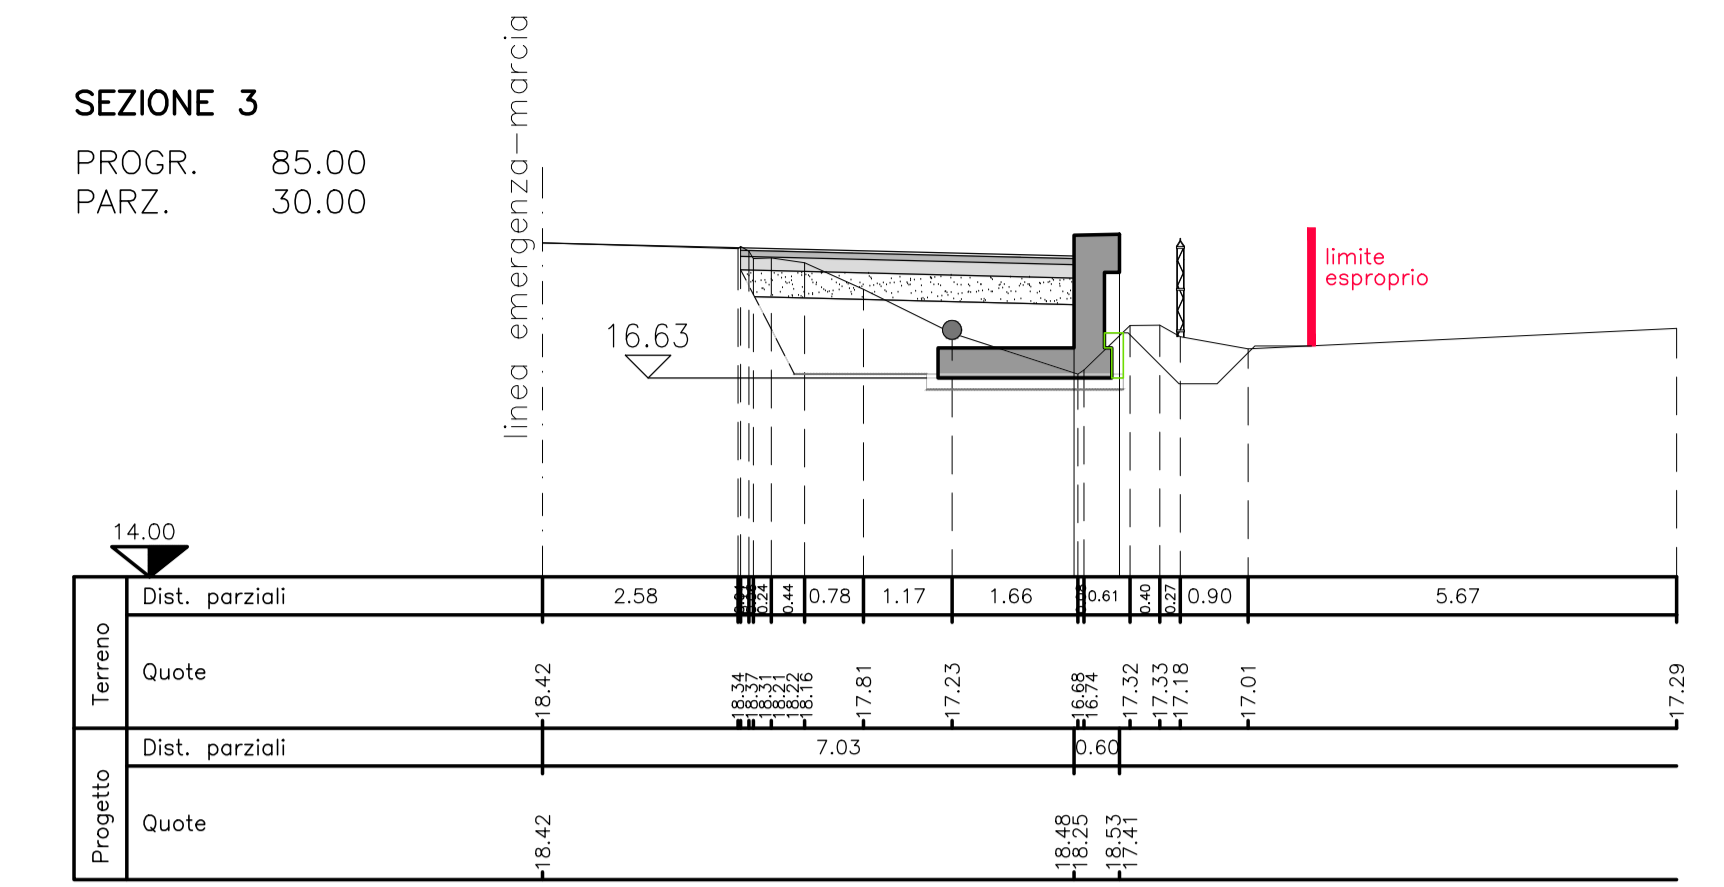 linea emergenza-marcia
SEZIONE 3
PROGR. 85.00
PARZ. 30.00
limite
esproprio
16.63
14.00
Terreno
Dist. parziali 2.58 0.24 0.44 0.78 1.17 1.66 0.61 0.40 0.27 0.90 5.67
Quote 18.42 18.34 18.37 18.31 18.21 18.22 18.16 17.81 17.23 16.68 16.74 17.32 17.33 17.18 17.01 17.29
Progetto
Dist. parziali 7.03 0.60
Quote 18.42 18.48 18.25 18.53 17.41